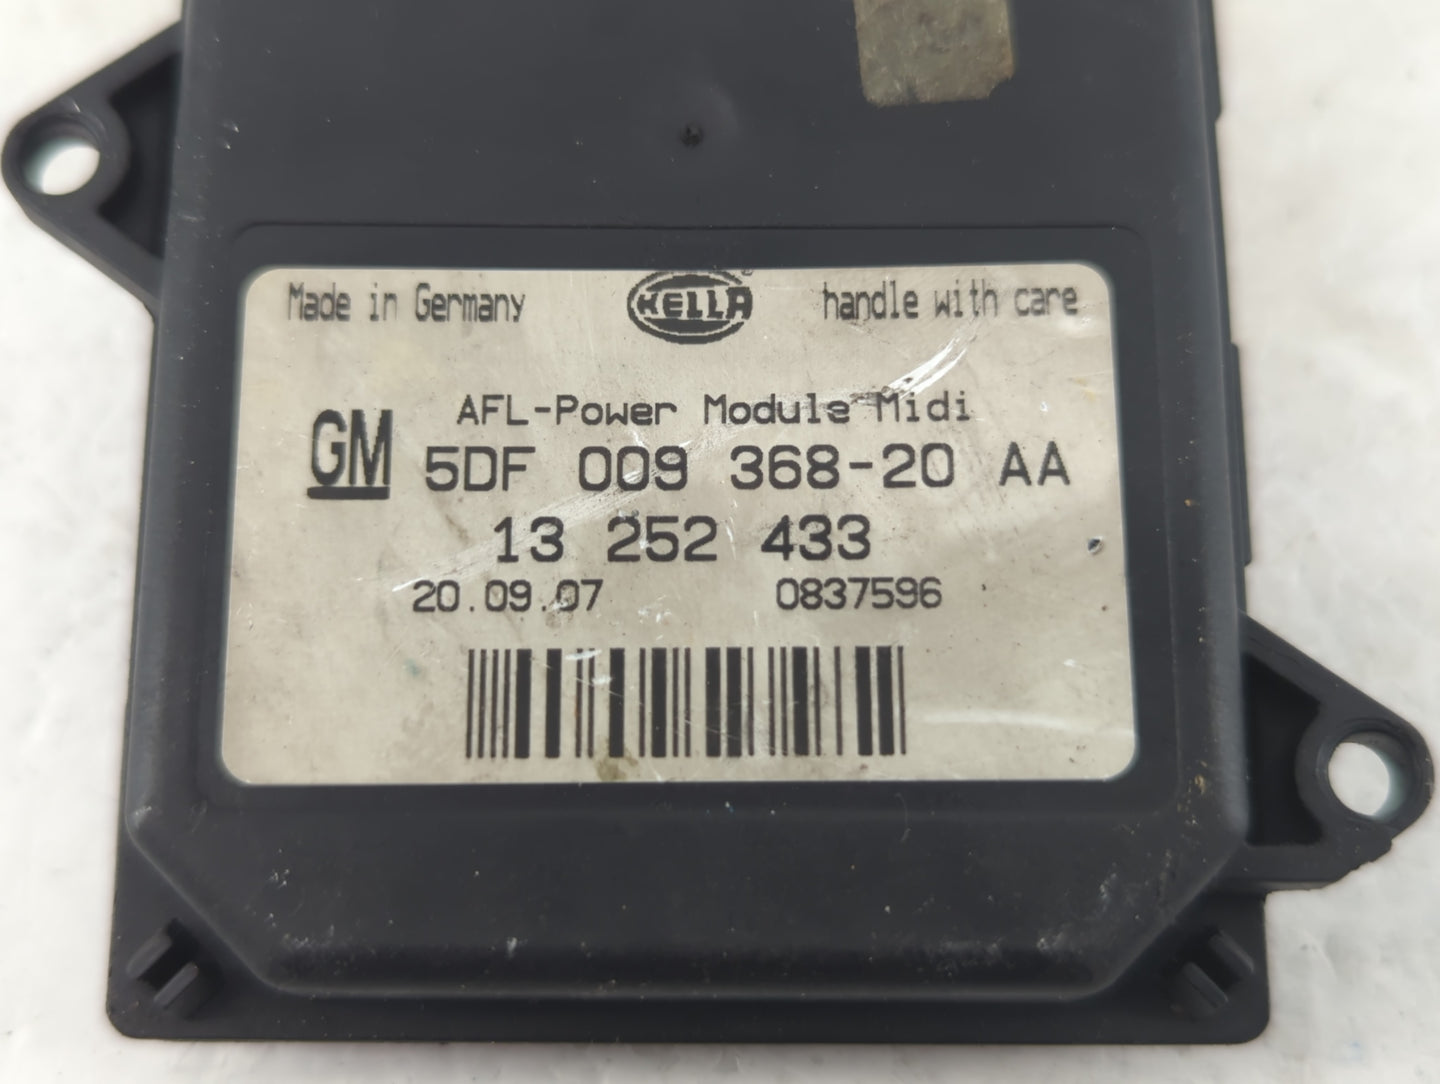 Made in Germany HELLA handle with care
AFL-Power Module Midi
GM 5DF 009 368-20 AA
13 252 433
20.09.07 0837596